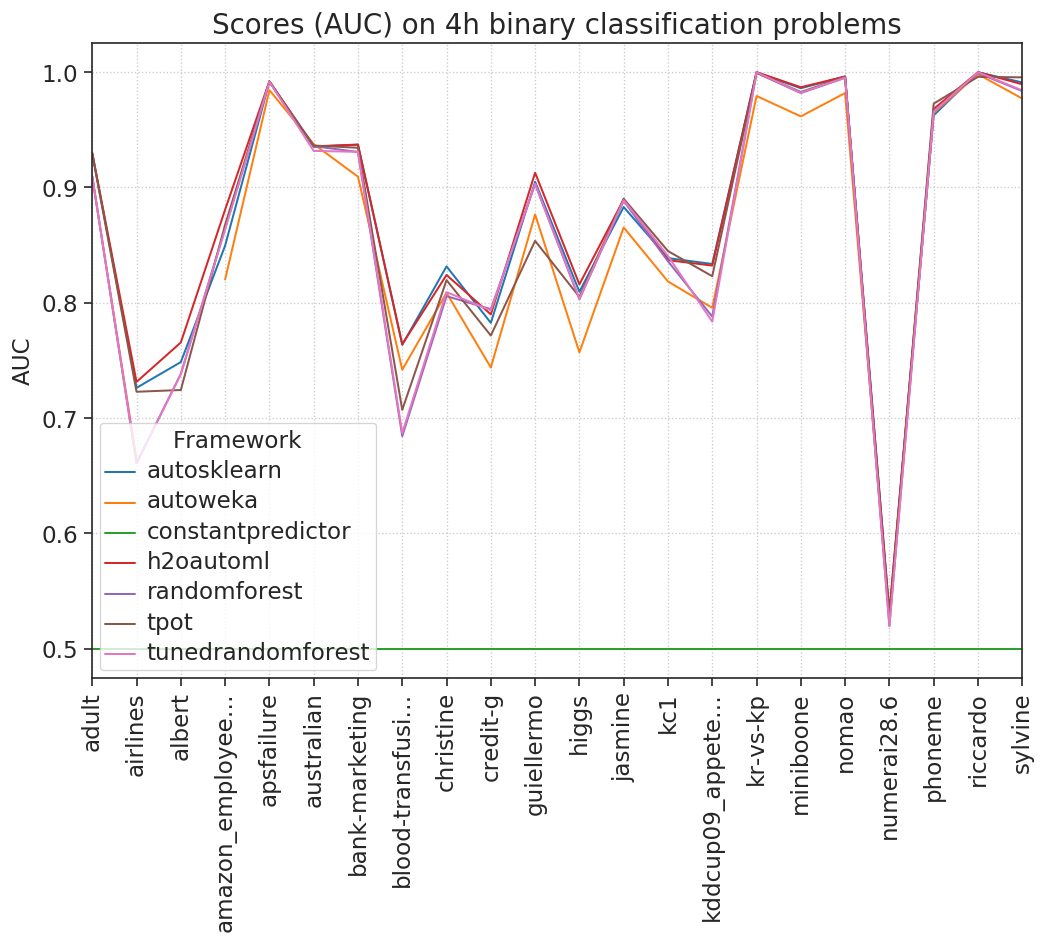 Scores (AUC) on 4h binary classification problems
1.0
0.9
0.8
0.7
0.6
0.5
AUC
Framework
autosklearn
autoweka
constantpredictor
h2oautoml
randomforest
tpot
tunedrandomforest
adult
airlines
albert
amazon_employee...
apsfailure
australian
bank-marketing
blood-transfusi...
christine
credit-g
guiellermo
higgs
jasmine
kc1
kddcup09_appete...
kr-vs-kp
miniboone
nomao
numerai28.6
phoneme
riccardo
sylvine